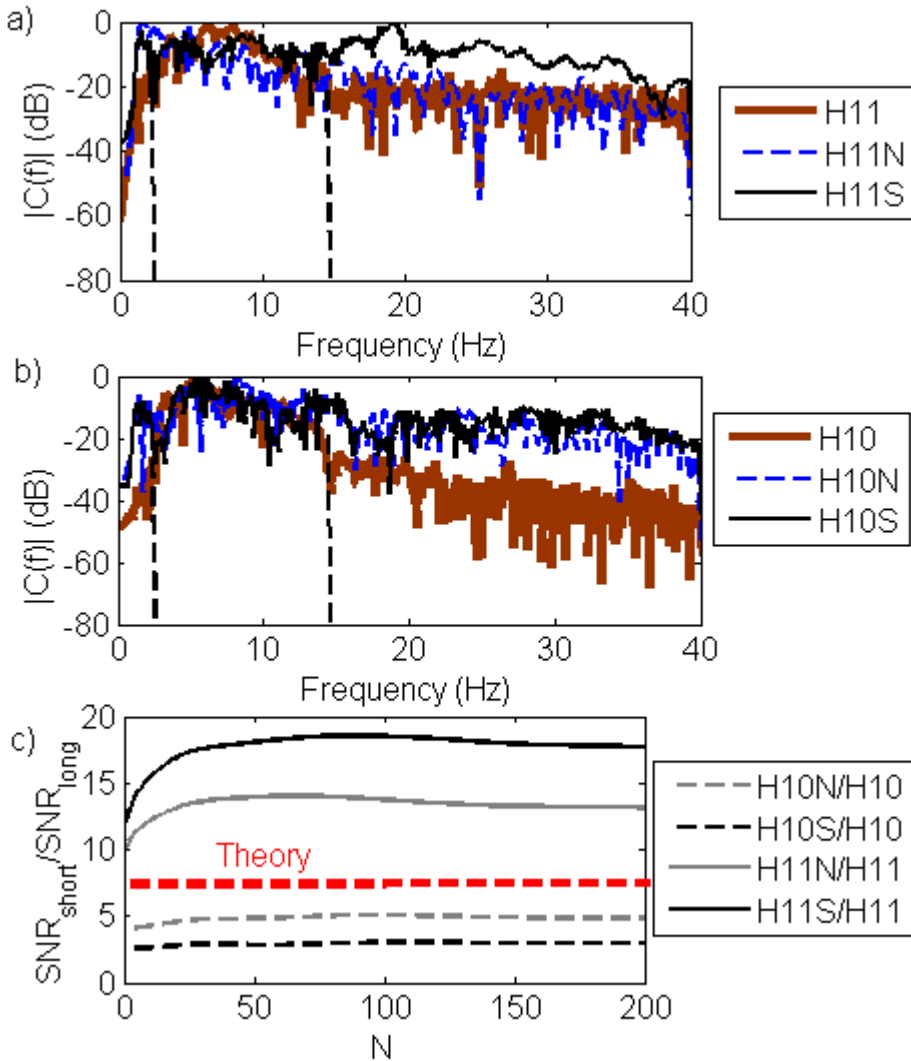 a)
0
-20
-40
-60
-80
|C(f)| (dB)
0 10 20 30 40
Frequency (Hz)
H11
H11N
H11S
b)
0
-20
-40
-60
-80
|C(f)| (dB)
0 10 20 30 40
Frequency (Hz)
H10
H10N
H10S
c)
20
15
10
5
0
SNRshort/SNRlong
Theory
0 50 100 150 200
N
H10N/H10
H10S/H10
H11N/H11
H11S/H11